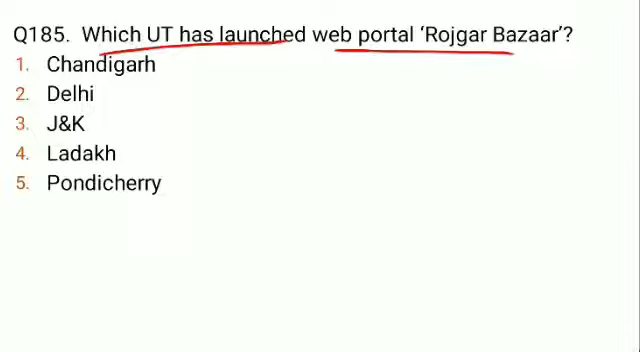 Q185. Which UT has launched web portal ‘Rojgar Bazaar’?
1. Chandigarh
2. Delhi
3. J&K
4. Ladakh
5. Pondicherry